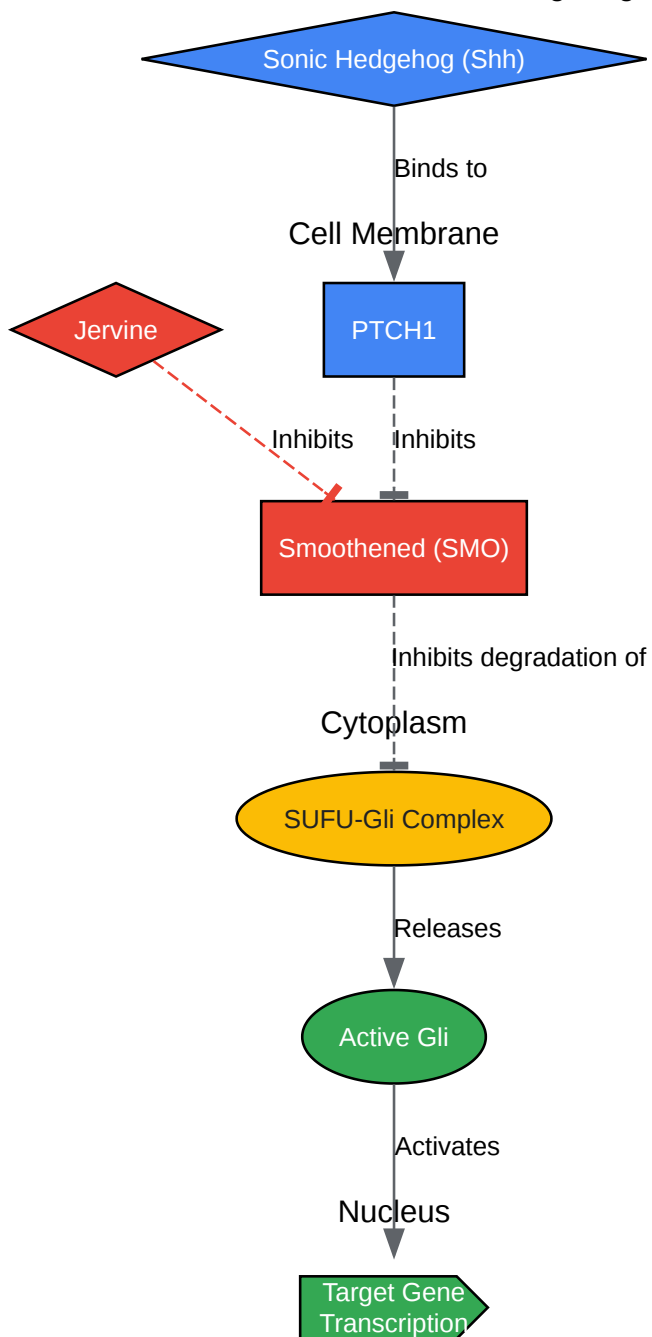 Sonic Hedgehog (Shh)
Binds to
Cell Membrane
Jervine
PTCH1
Inhibits
Inhibits
Smoothened (SMO)
Inhibits degradation of
Cytoplasm
SUFU-Gli Complex
Releases
Active Gli
Activates
Nucleus
Target Gene
Transcription